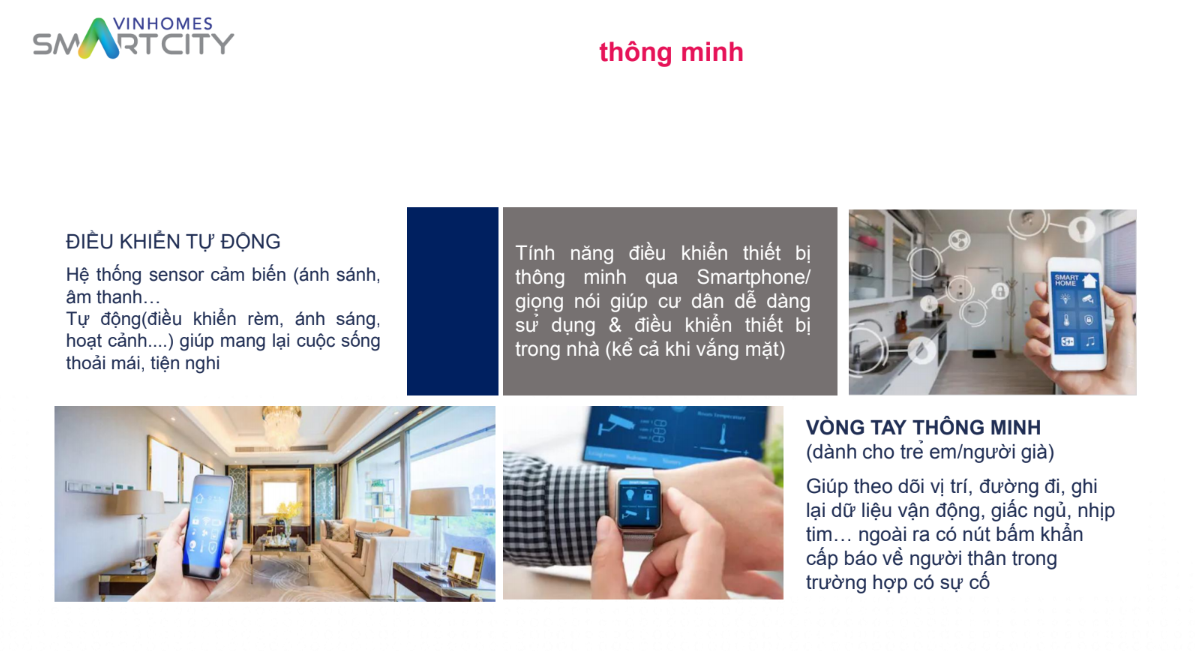 VINHOMES
SMARTCITY
thông minh
ĐIỀU KHIỂN TỰ ĐỘNG
Hệ thống sensor cảm biến (ánh sánh,
âm thanh…
Tự động(điều khiển rèm, ánh sáng,
hoạt cảnh....) giúp mang lại cuộc sống
thoải mái, tiện nghi
Tính năng điều khiển thiết bị
thông minh qua Smartphone/
giọng nói giúp cư dân dễ dàng
sử dụng & điều khiển thiết bị
trong nhà (kể cả khi vắng mặt)
SMART
HOME
VÒNG TAY THÔNG MINH
(dành cho trẻ em/người già)
Giúp theo dõi vị trí, đường đi, ghi
lại dữ liệu vận động, giấc ngủ, nhịp
tim… ngoài ra có nút bấm khẩn
cấp báo về người thân trong
trường hợp có sự cố